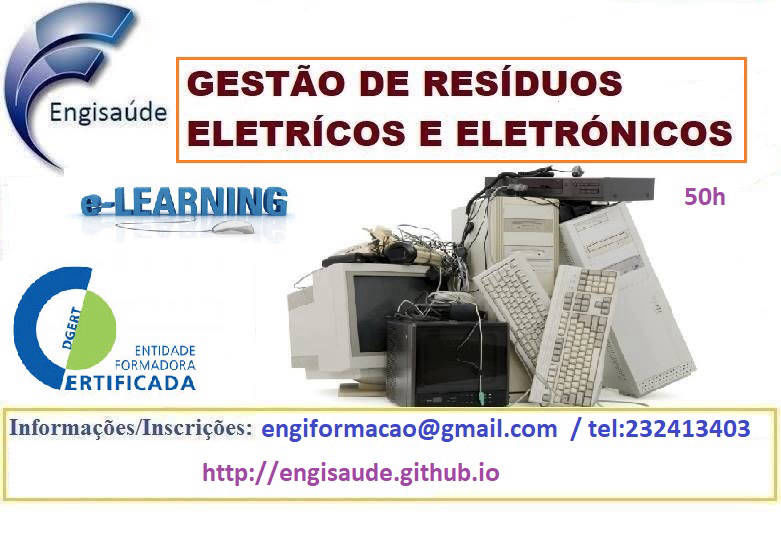 Engisaúde
GESTÃO DE RESÍDUOS
ELETRÍCOS E ELETRÓNICOS
50h
e-LEARNING
DGERT
ENTIDADE
FORMADORA
CERTIFICADA
Informações/Inscrições: engiformacao@gmail.com / tel:232413403
http://engisaude.github.io